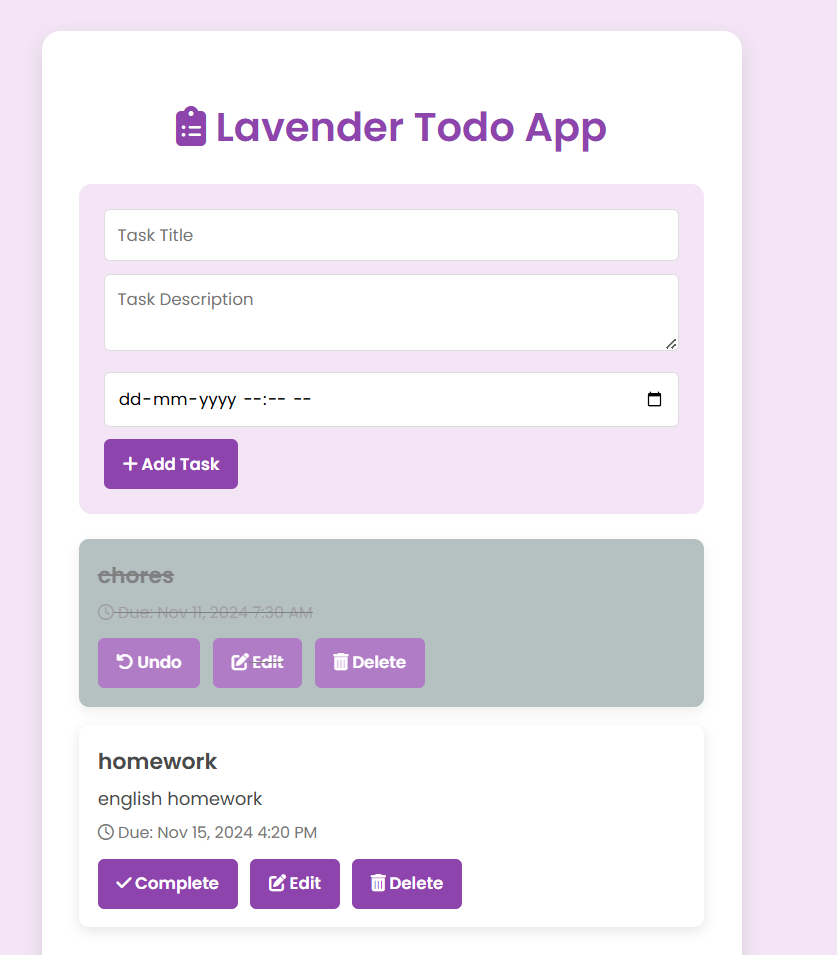 Lavender Todo App
Task Title
Task Description
dd-mm-yyyy --:-- --
Add Task
chores
Due: Nov 11, 2024 7:30 AM
Undo Edit Delete
homework
english homework
Due: Nov 15, 2024 4:20 PM
Complete Edit Delete